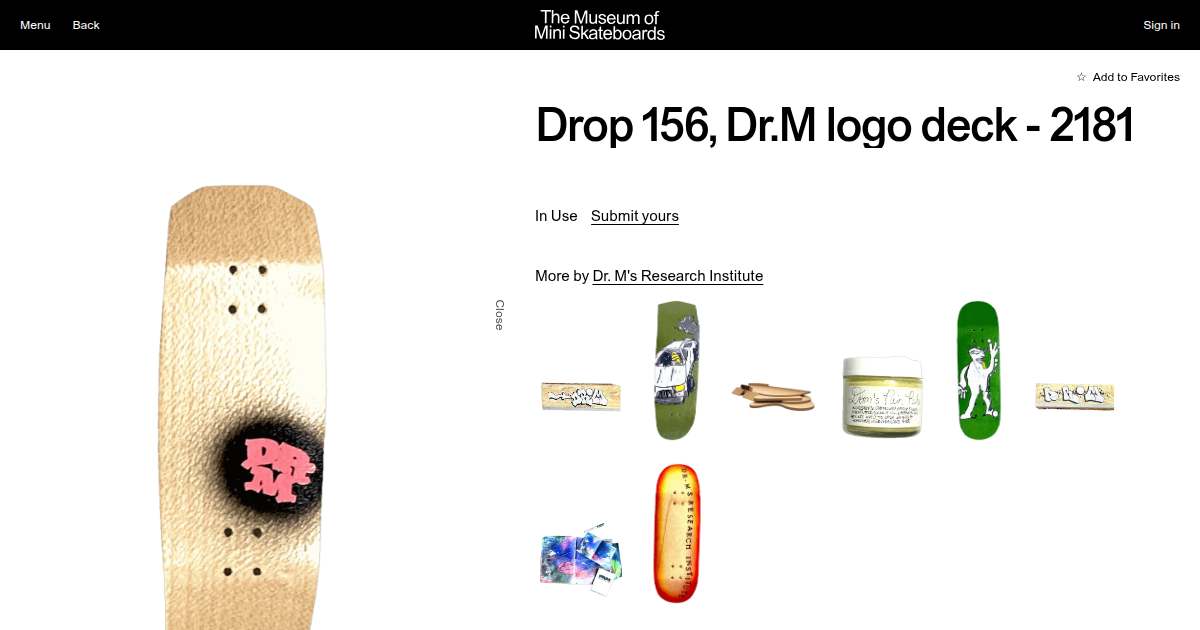 Menu
Back
The Museum of
Mini Skateboards
Sign in
☆ Add to Favorites
Drop 156, Dr.M logo deck - 2181
In Use
Submit yours
More by Dr. M's Research Institute
Close
DR
M
DR. M'S RESEARCH INSTIT